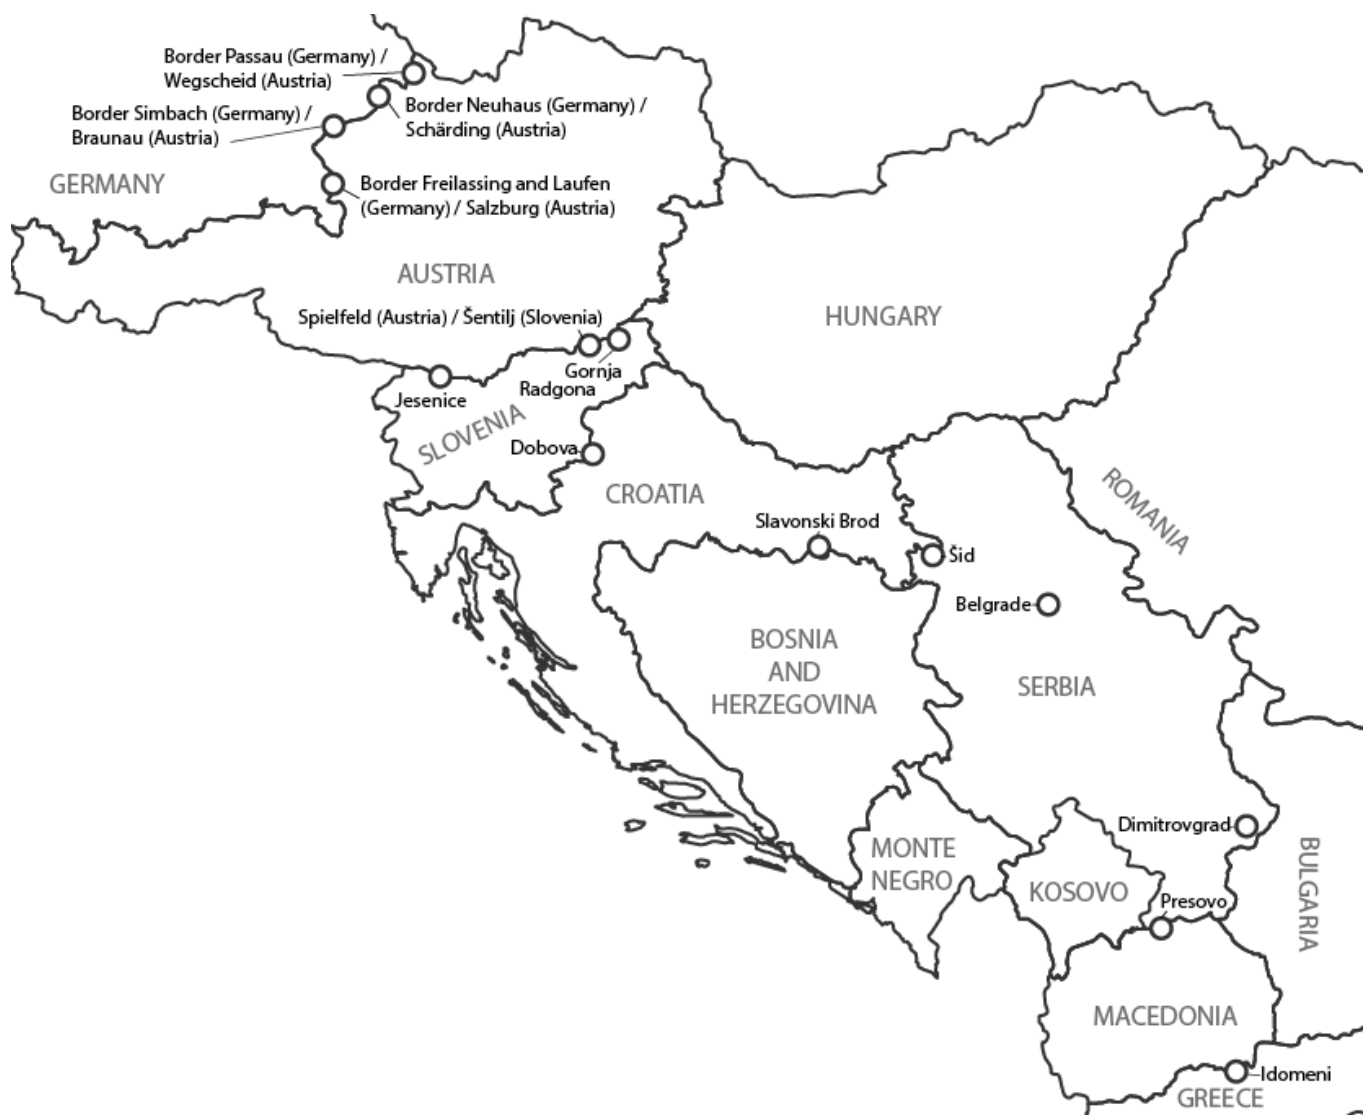 Border Passau (Germany) /
Wegscheid (Austria)
Border Simbach (Germany) /
Braunau (Austria)
Border Neuhaus (Germany) /
Schärding (Austria)
GERMANY
Border Freilassing and Laufen
(Germany) / Salzburg (Austria)
AUSTRIA
Spielfeld (Austria) / Šentilj (Slovenia)
HUNGARY
Gornja
Radgona
Jesenice
SLOVENIA
Dobova
CROATIA
ROMANIA
Slavonski Brod
Šid
Belgrade
BOSNIA
AND
HERZEGOVINA
SERBIA
Dimitrovgrad
MONTE
NEGRO
KOSOVO
Presovo
BULGARIA
MACEDONIA
Idomeni
GREECE